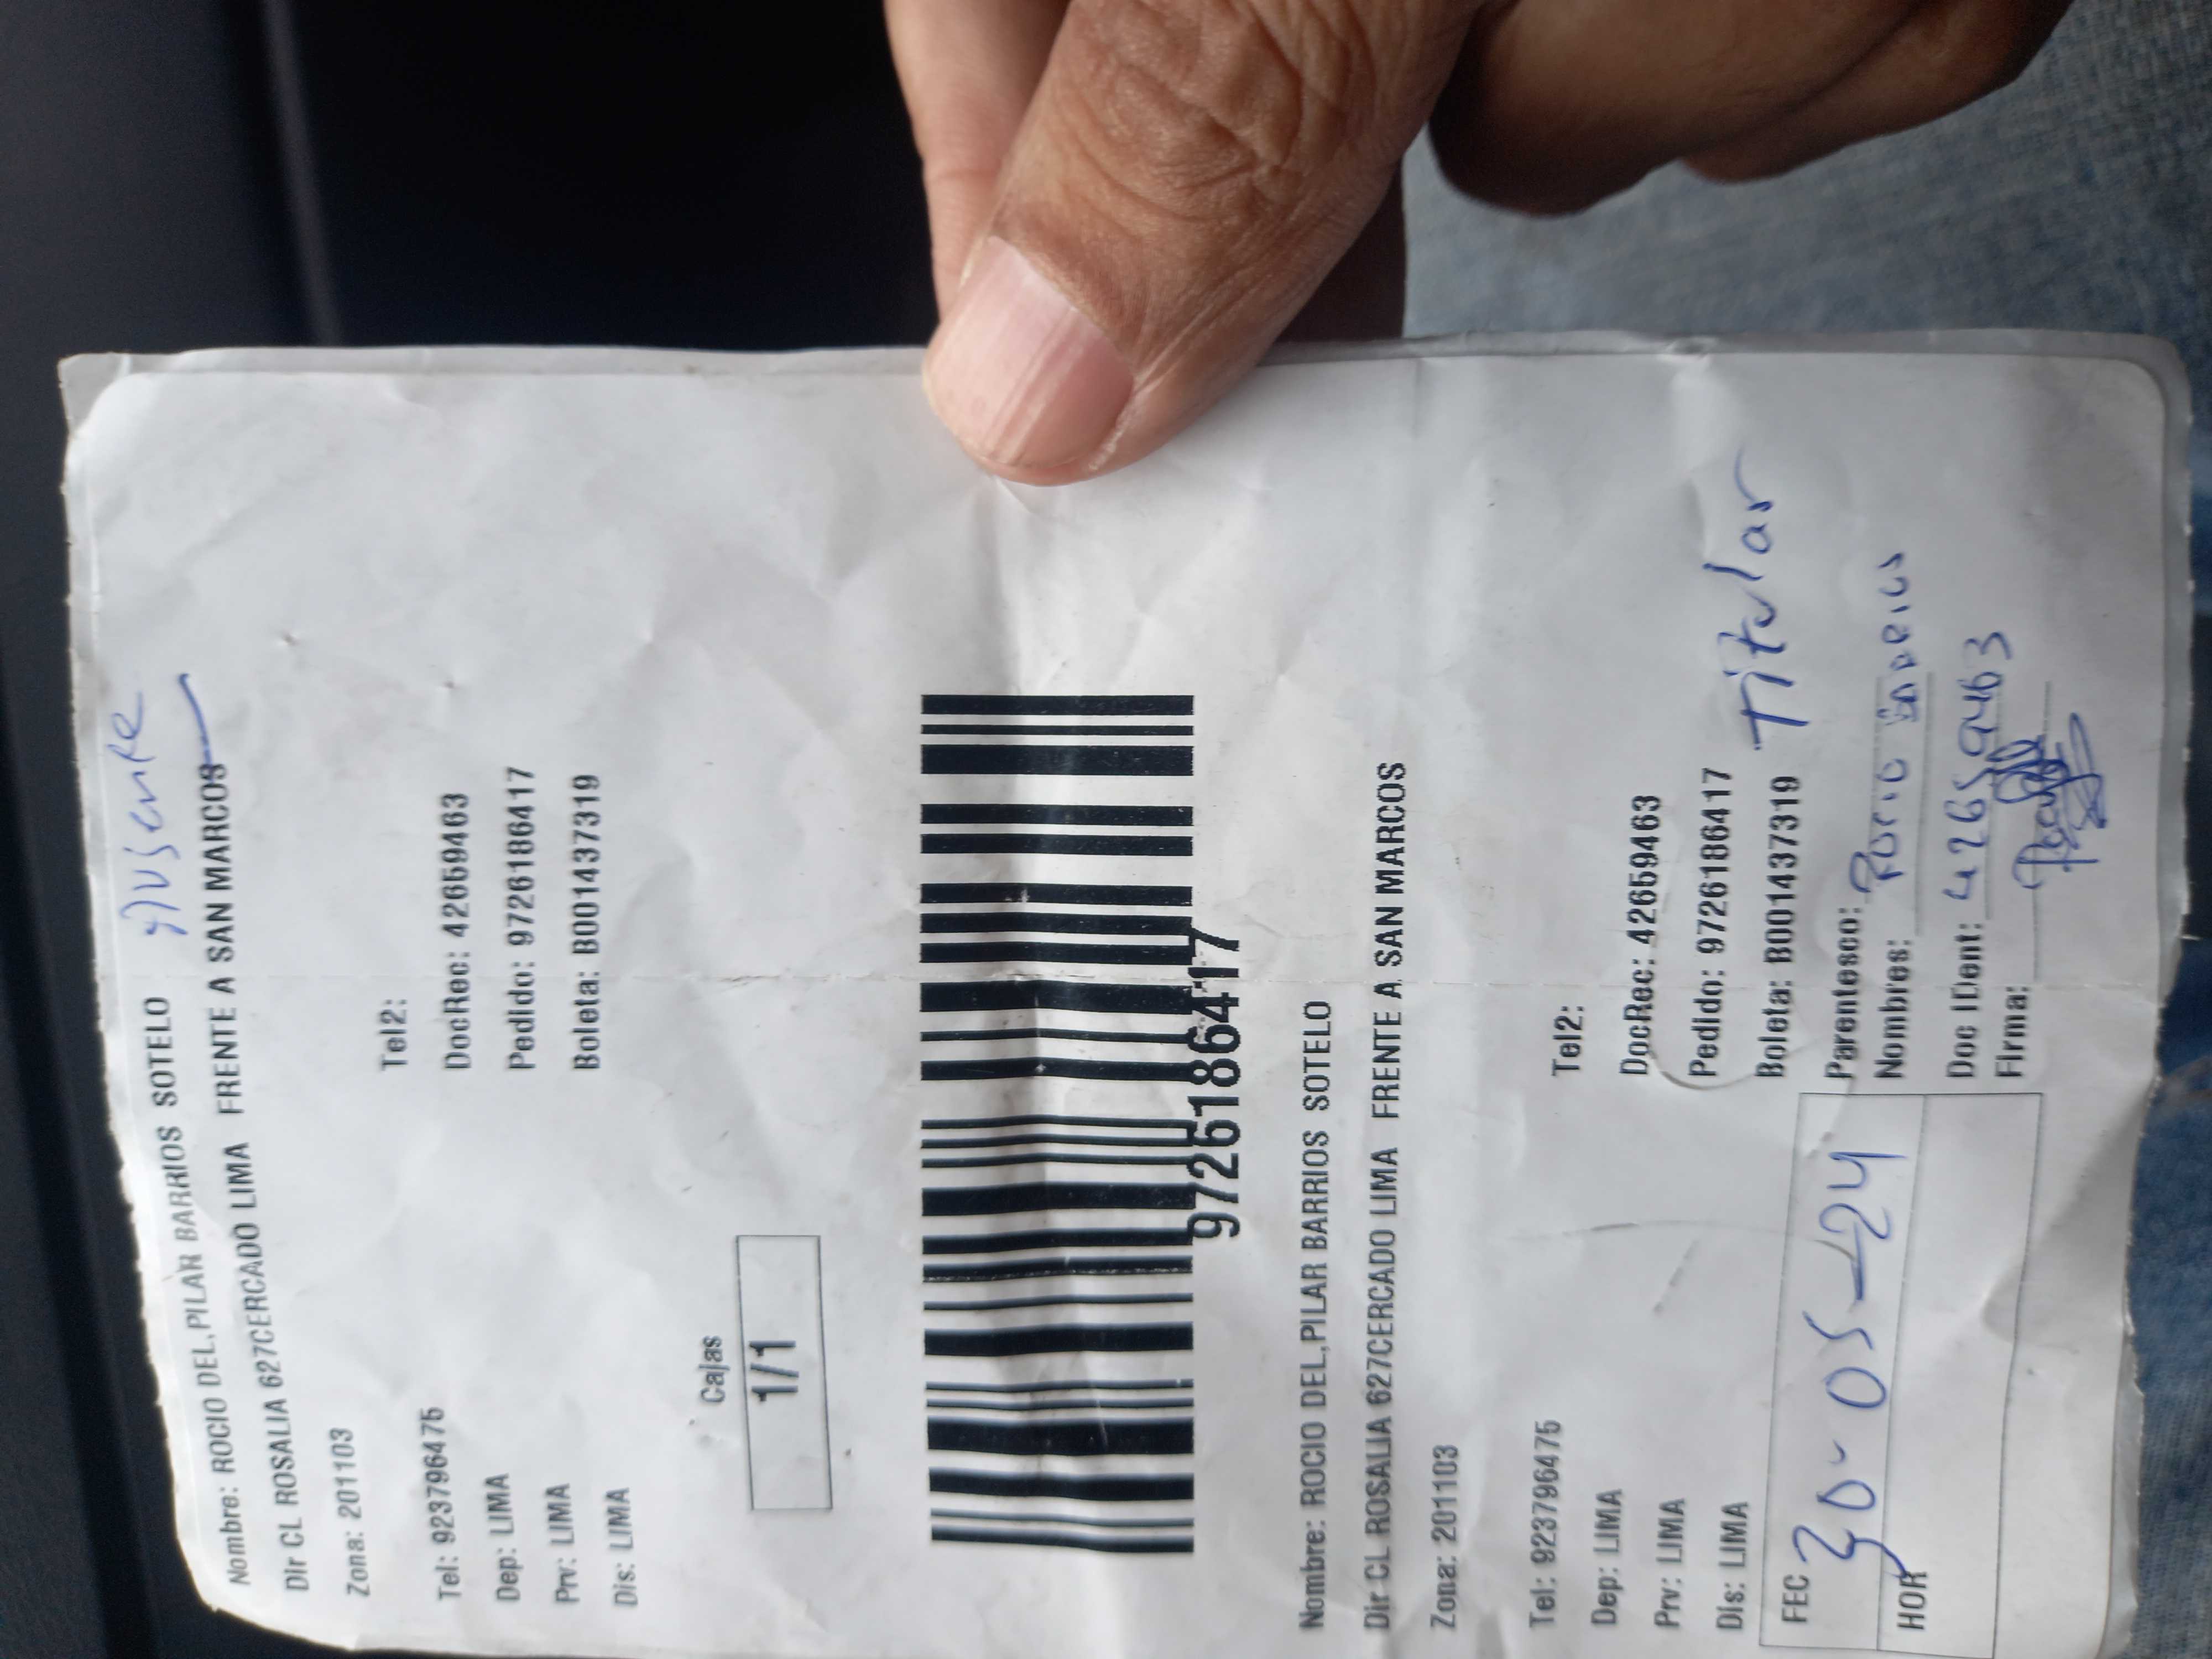 Ausente
Nombre: ROCIO DEL,PILAR BARRIOS SOTELO
Dir CL ROSALIA 627CERCADO LIMA FRENTE A SAN MARCOS
Zona: 201103
Tel: 923796475 Tel2:
Dep: LIMA DocRec: 42659463
Prv: LIMA Pedido: 9726186417
Dis: LIMA Boleta: B001437319
Cajas
1/1
9726186417
Nombre: ROCIO DEL,PILAR BARRIOS SOTELO
Dir CL ROSALIA 627CERCADO LIMA FRENTE A SAN MARCOS
Zona: 201103
Tel: 923796475 Tel2:
Dep: LIMA DocRec: 42659463
Prv: LIMA Pedido: 9726186417
Dis: LIMA Boleta: B001437319
FEC 30-05-24 Parentesco: Titular
HOR Nombres: Rocio Barrios
Doc IDent: 42659463
Firma: